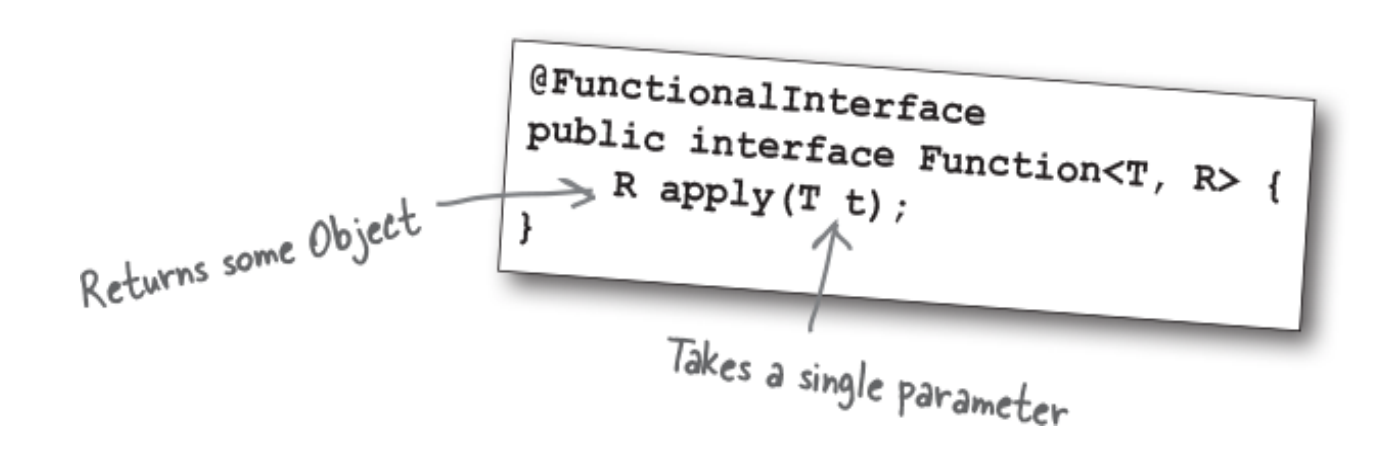 @FunctionalInterface
public interface Function<T, R> {
R apply(T t);
}
Returns some Object
Takes a single parameter